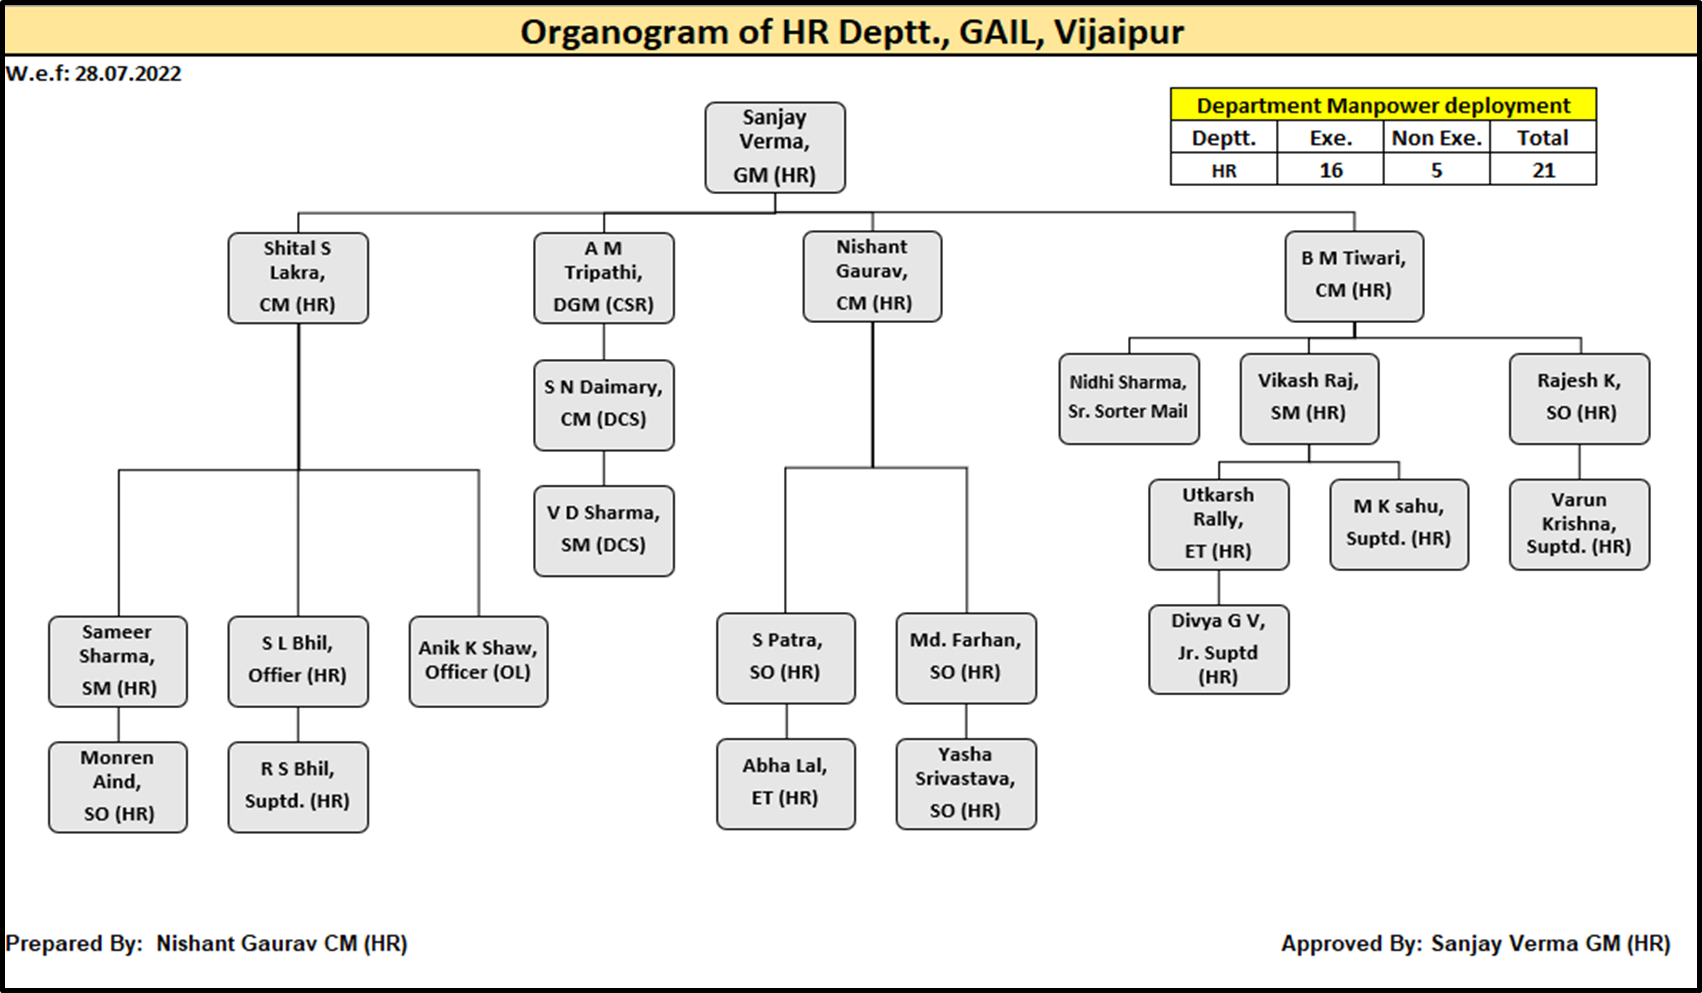 Organogram of HR Deptt., GAIL, Vijaipur
W.e.f: 28.07.2022
Department Manpower deployment
Deptt. Exe. Non Exe. Total
HR 16 5 21
Sanjay
Verma,
GM (HR)
Shital S
Lakra,
CM (HR)
A M
Tripathi,
DGM (CSR)
Nishant
Gaurav,
CM (HR)
B M Tiwari,
CM (HR)
S N Daimary,
CM (DCS)
V D Sharma,
SM (DCS)
Nidhi Sharma,
Sr. Sorter Mail
Vikash Raj,
SM (HR)
Rajesh K,
SO (HR)
Utkarsh
Rally,
ET (HR)
M K sahu,
Suptd. (HR)
Varun
Krishna,
Suptd. (HR)
Divya G V,
Jr. Suptd
(HR)
Sameer
Sharma,
SM (HR)
S L Bhil,
Offier (HR)
Anik K Shaw,
Officer (OL)
S Patra,
SO (HR)
Md. Farhan,
SO (HR)
Monren
Aind,
SO (HR)
R S Bhil,
Suptd. (HR)
Abha Lal,
ET (HR)
Yasha
Srivastava,
SO (HR)
Prepared By: Nishant Gaurav CM (HR)
Approved By: Sanjay Verma GM (HR)